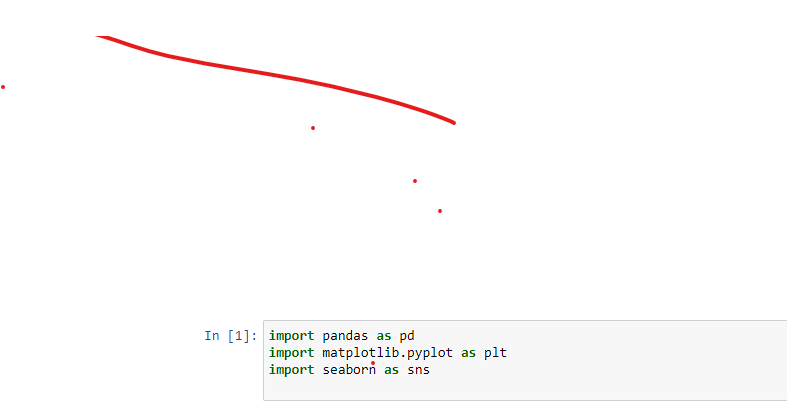 In [1]: import pandas as pd
import matplotlib.pyplot as plt
import seaborn as sns